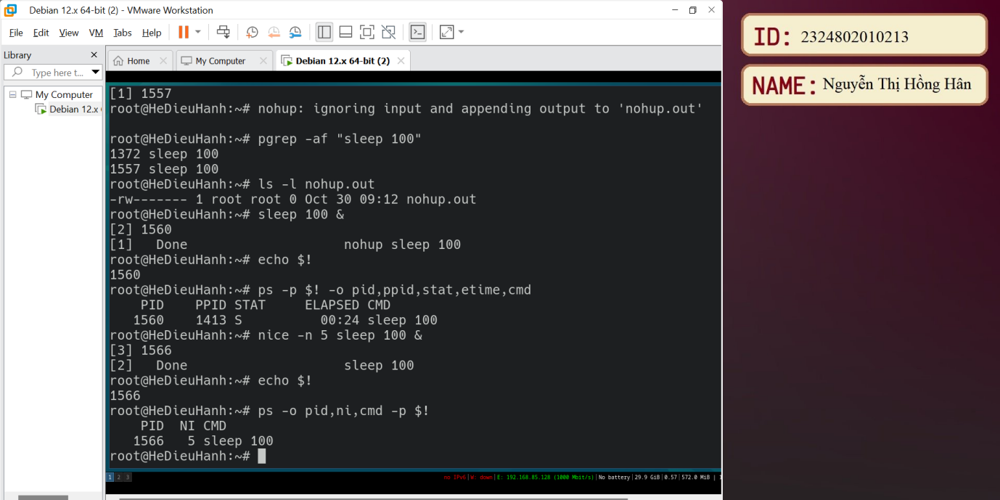 Debian 12.x 64-bit (2) - VMware Workstation
File Edit View VM Tabs Help
Library
Type here t...
My Computer
Debian 12.x
Home
My Computer
Debian 12.x 64-bit (2)
[1] 1557
root@HeDieuHanh:~# nohup: ignoring input and appending output to 'nohup.out'
root@HeDieuHanh:~# pgrep -af "sleep 100"
1372 sleep 100
1557 sleep 100
root@HeDieuHanh:~# ls -l nohup.out
-rw------- 1 root root 0 Oct 30 09:12 nohup.out
root@HeDieuHanh:~# sleep 100 &
[2] 1560
[1]   Done                    nohup sleep 100
root@HeDieuHanh:~# echo $!
1560
root@HeDieuHanh:~# ps -p $! -o pid,ppid,stat,etime,cmd
    PID    PPID STAT     ELAPSED CMD
   1560    1413 S          00:24 sleep 100
root@HeDieuHanh:~# nice -n 5 sleep 100 &
[3] 1566
[2]   Done                    sleep 100
root@HeDieuHanh:~# echo $!
1566
root@HeDieuHanh:~# ps -o pid,ni,cmd -p $!
    PID  NI CMD
   1566   5 sleep 100
root@HeDieuHanh:~#
1 2 3
no IPv6|W: down|E: 192.168.85.128 (1000 Mbit/s)|No battery|29.9 GiB|0.57|572.0 MiB | 1
ID: 2324802010213
NAME: Nguyễn Thị Hồng Hân